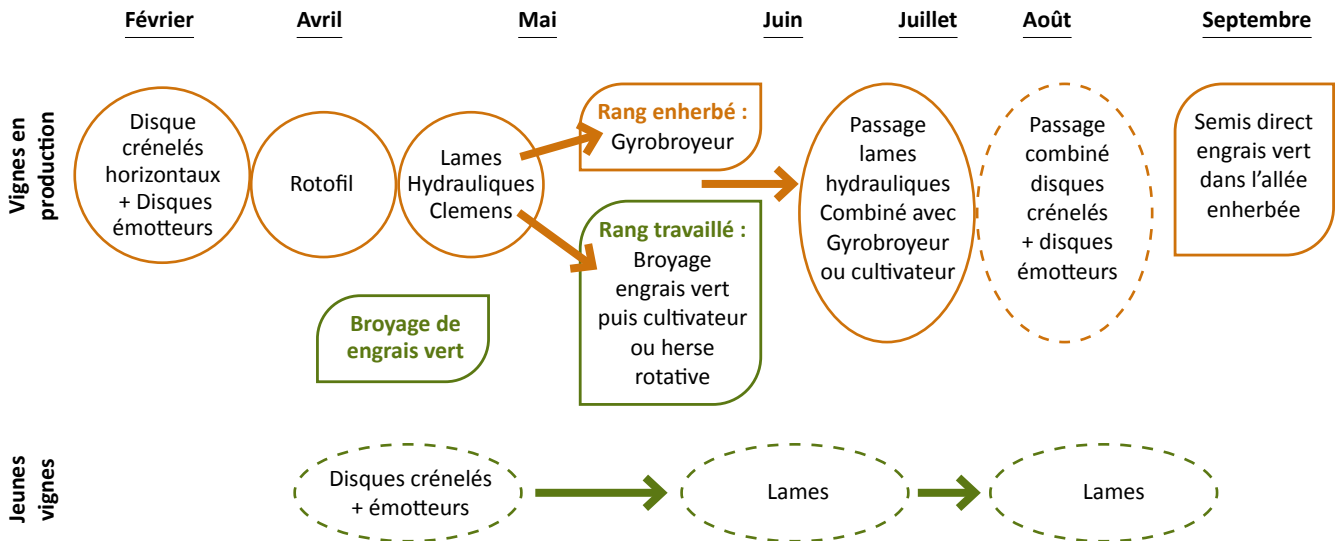 Février
Avril
Mai
Juin
Juillet
Août
Septembre
Vignes en
production
Disque
crénelés
horizontaux
+ Disques
émotteurs
Rotofil
Lames
Hydrauliques
Clemens
Rang enherbé :
Gyrobroyeur
Rang travaillé :
Broyage
engrais vert
puis cultivateur
ou herse
rotative
Broyage de
engrais vert
Passage
lames
hydrauliques
Combiné avec
Gyrobroyeur
ou cultivateur
Passage
combiné
disques
crénelés
+ disques
émotteurs
Semis direct
engrais vert
dans l’allée
enherbée
Jeunes
vignes
Disques crénelés
+ émotteurs
Lames
Lames